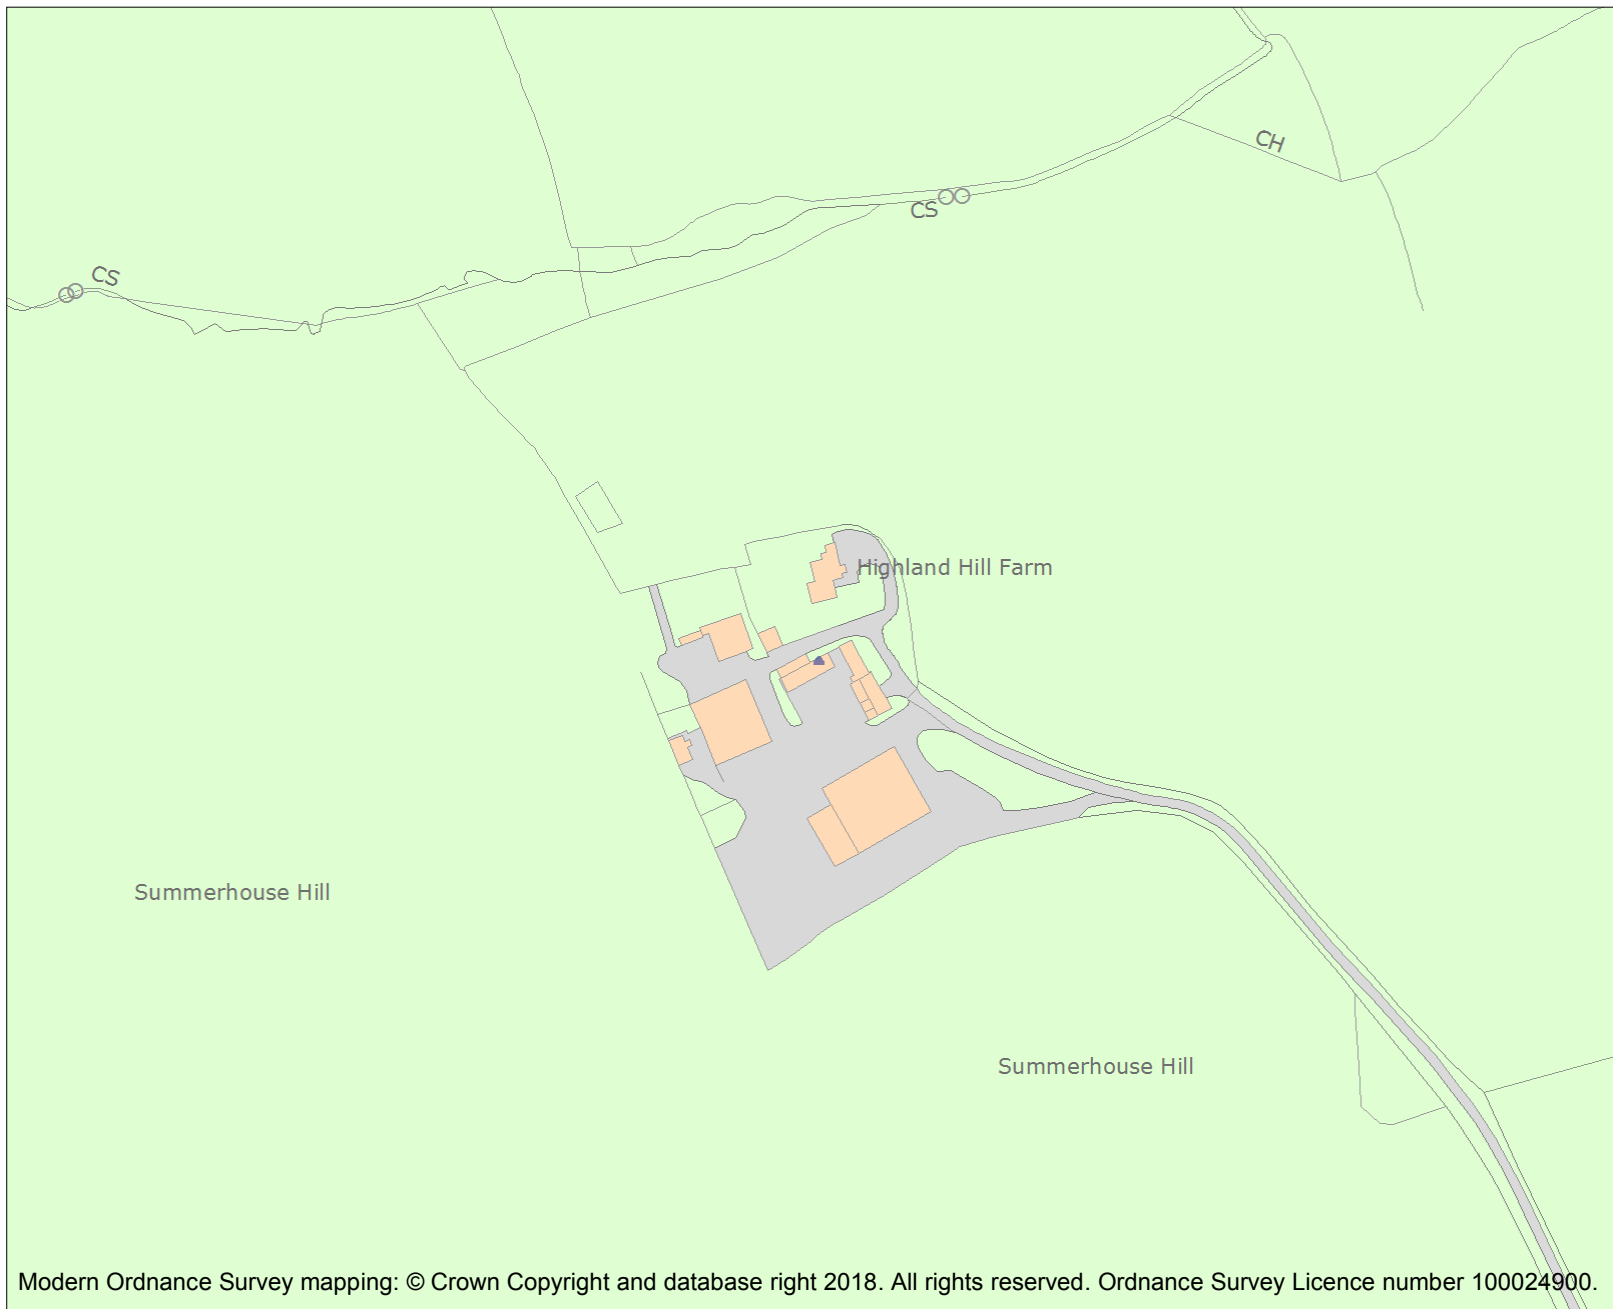 CH
CS
CS
Highland Hill Farm
Summerhouse Hill
Summerhouse Hill
Modern Ordnance Survey mapping: © Crown Copyright and database right 2018. All rights reserved. Ordnance Survey Licence number 100024900.